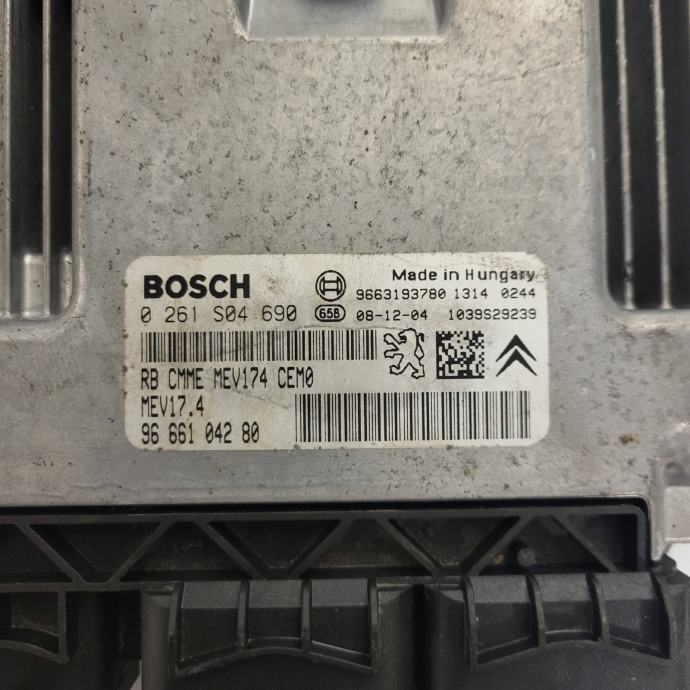 BOSCH
Made in Hungary
9663193780 1314 0244
0 261 S04 690
G5B 08-12-04 1039S29239
RB CMME MEV174 CEM0
MEV17.4
96 661 042 80